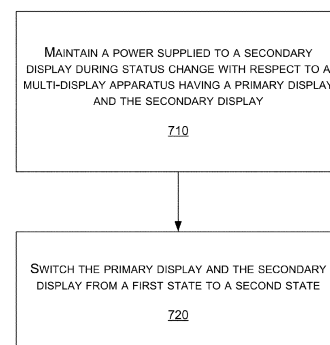 MAINTAIN A POWER SUPPLIED TO A SECONDARY
DISPLAY DURING STATUS CHANGE WITH RESPECT TO A
MULTI-DISPLAY APPARATUS HAVING A PRIMARY DISPLAY
AND THE SECONDARY DISPLAY
710
SWITCH THE PRIMARY DISPLAY AND THE SECONDARY
DISPLAY FROM A FIRST STATE TO A SECOND STATE
720